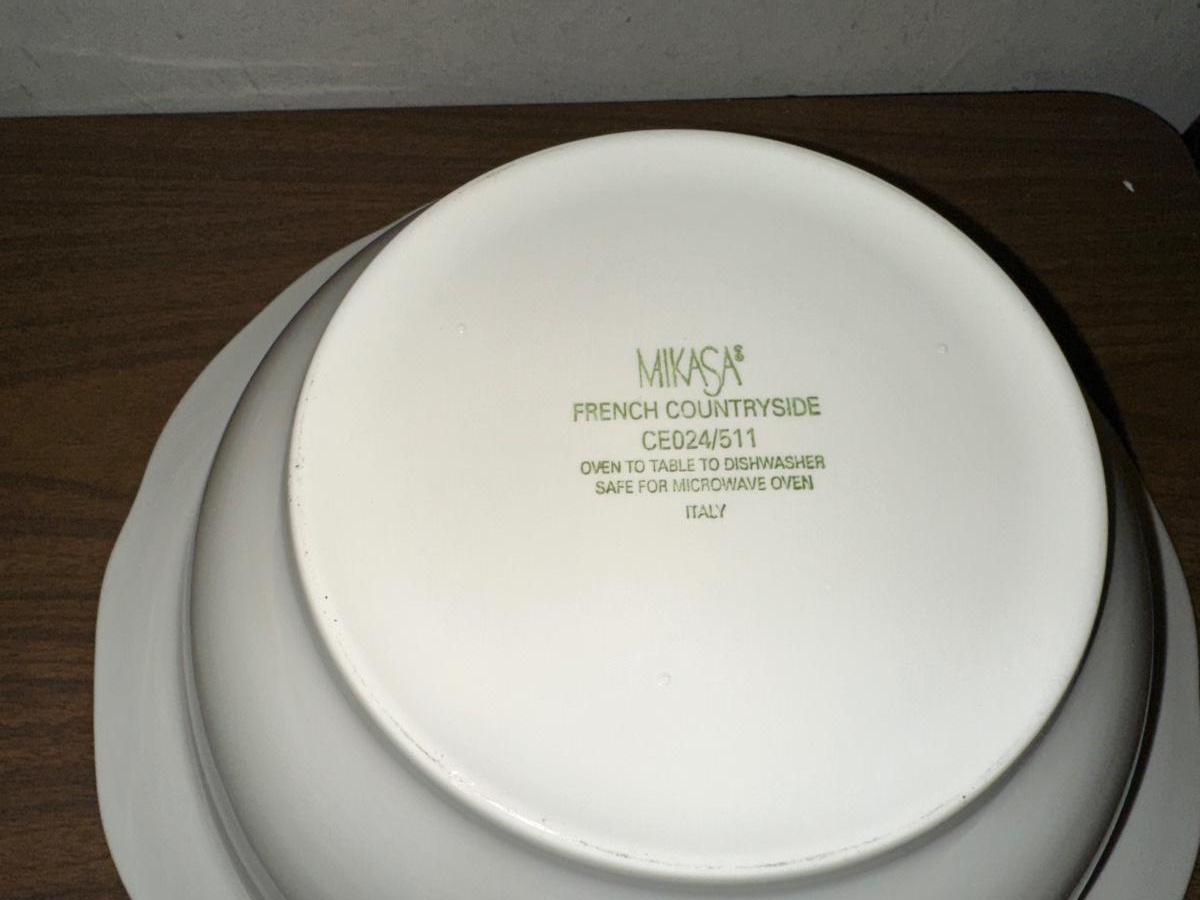 MIKASA®
FRENCH COUNTRYSIDE
CE024/511
OVEN TO TABLE TO DISHWASHER
SAFE FOR MICROWAVE OVEN
ITALY